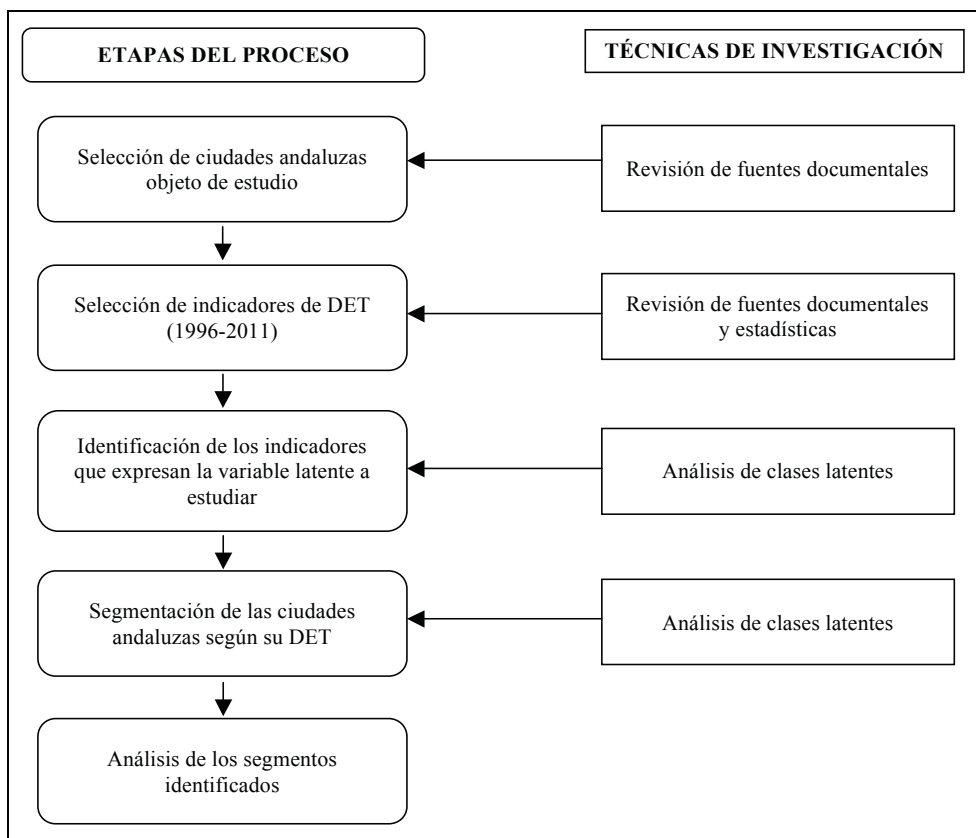 ETAPAS DEL PROCESO
TÉCNICAS DE INVESTIGACIÓN
Selección de ciudades andaluzas
objeto de estudio
Revisión de fuentes documentales
Selección de indicadores de DET
(1996-2011)
Revisión de fuentes documentales
y estadísticas
Identificación de los indicadores
que expresan la variable latente a
estudiar
Análisis de clases latentes
Segmentación de las ciudades
andaluzas según su DET
Análisis de clases latentes
Análisis de los segmentos
identificados